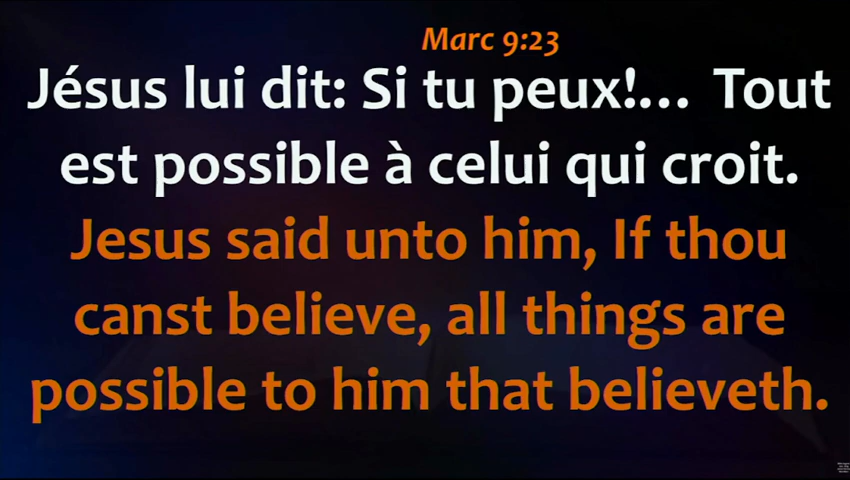 Marc 9:23
Jésus lui dit: Si tu peux!... Tout
est possible à celui qui croit.
Jesus said unto him, If thou
canst believe, all things are
possible to him that believeth.